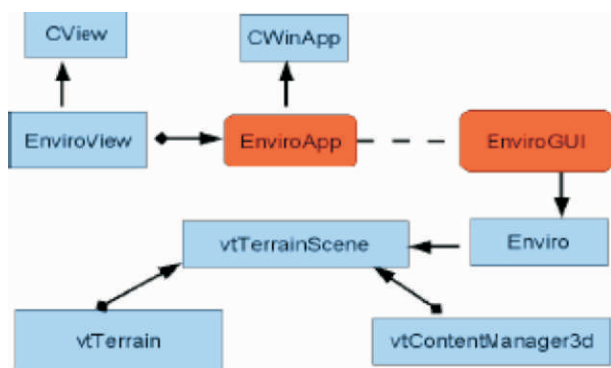 CView
CWinApp
EnviroView
EnviroApp
EnviroGUI
vtTerrainScene
Enviro
vtTerrain
vtContentManager3d